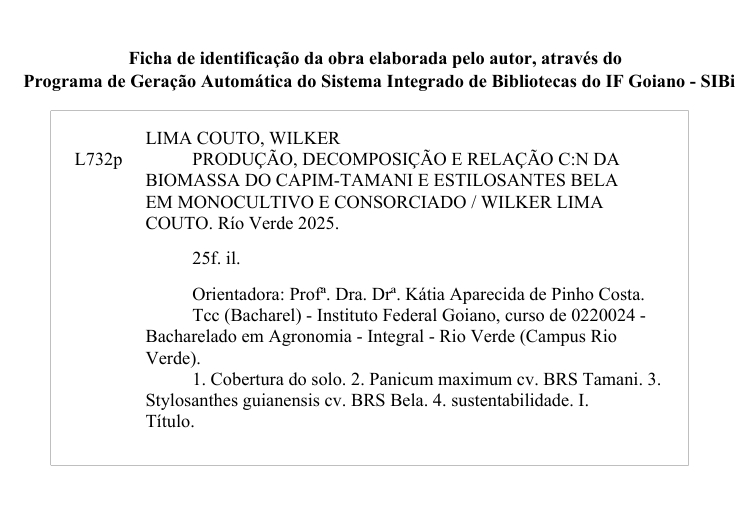 Ficha de identificação da obra elaborada pelo autor, através do
Programa de Geração Automática do Sistema Integrado de Bibliotecas do IF Goiano - SIBi
LIMA COUTO, WILKER
L732p PRODUÇÃO, DECOMPOSIÇÃO E RELAÇÃO C:N DA
BIOMASSA DO CAPIM-TAMANI E ESTILOSANTES BELA
EM MONOCULTIVO E CONSORCIADO / WILKER LIMA
COUTO. Río Verde 2025.
25f. il.
Orientadora: Profª. Dra. Drª. Kátia Aparecida de Pinho Costa.
Tcc (Bacharel) - Instituto Federal Goiano, curso de 0220024 -
Bacharelado em Agronomia - Integral - Rio Verde (Campus Rio
Verde).
1. Cobertura do solo. 2. Panicum maximum cv. BRS Tamani. 3.
Stylosanthes guianensis cv. BRS Bela. 4. sustentabilidade. I.
Título.